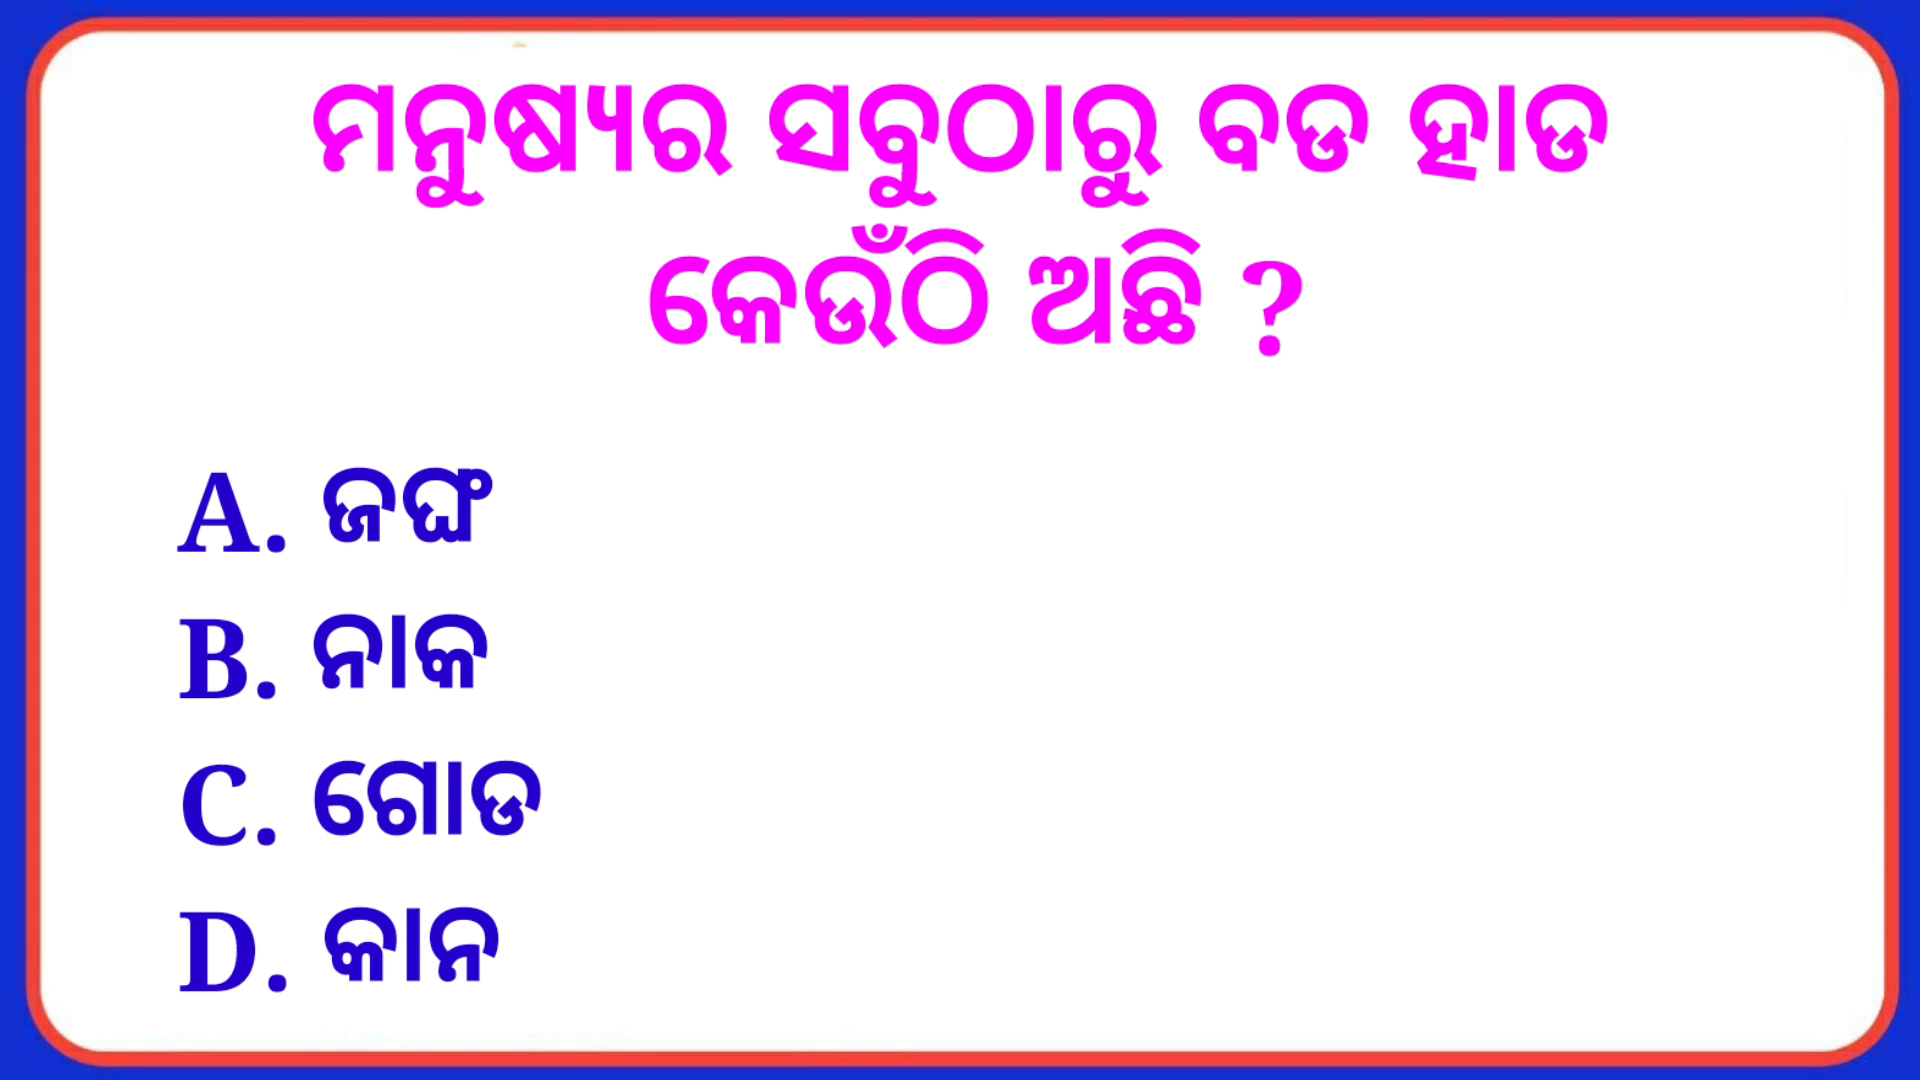 ମନୁଷ୍ୟର ସବୁଠାରୁ ବଡ ହାଡ
କେଉଁଠି ଅଛି ?
A. ଜଙ୍ଘ
B. ନାକ
C. ଗୋଡ
D. କାନ